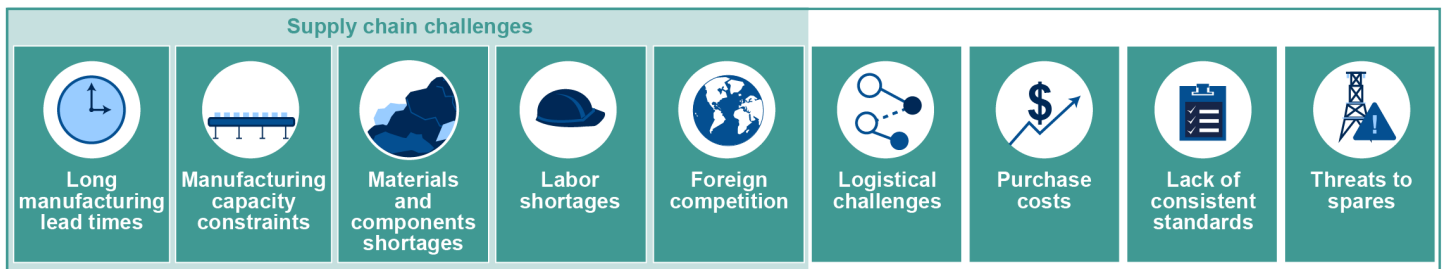 Supply chain challenges
Long
manufacturing
lead times
Manufacturing
capacity
constraints
Materials
and
components
shortages
Labor
shortages
Foreign
competition
Logistical
challenges
$
Purchase
costs
Lack of
consistent
standards
!
Threats to
spares